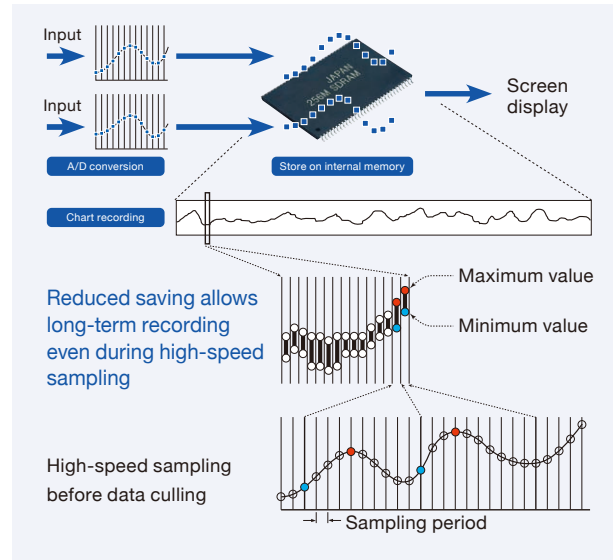 Input
Input
JAPAN
256M SDRAM
Screen
display
A/D conversion
Store on internal memory
Chart recording
Maximum value
Minimum value
Reduced saving allows
long-term recording
even during high-speed
sampling
High-speed sampling
before data culling
Sampling period